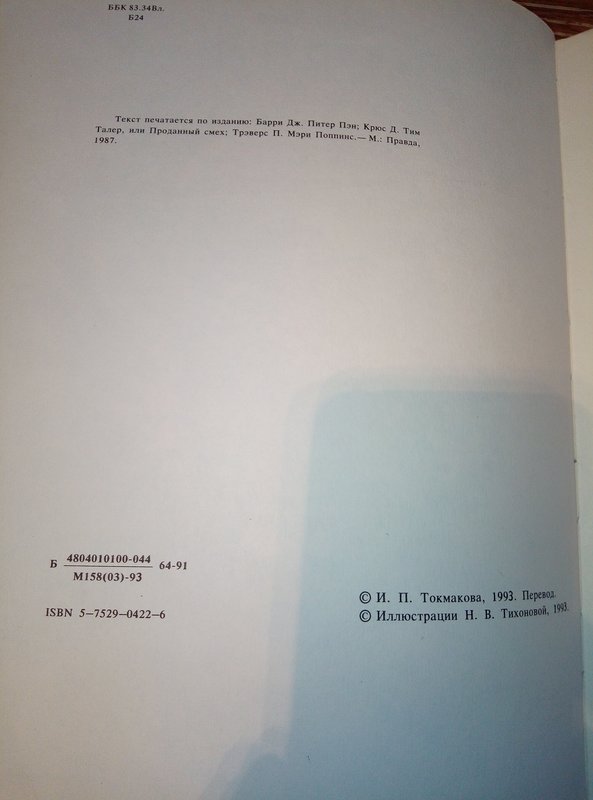 ББК 83.34Вл.
Б24
Текст печатается по изданию: Барри Дж. Питер Пэн; Крюс Д. Тим
Талер, или Проданный смех; Трэверс П. Мэри Поппинс.— М.: Правда,
1987.
Б 4804010100-044 64-91
М158(03)-93
ISBN 5—7529—0422—6
© И. П. Токмакова, 1993. Перевод.
© Иллюстрации Н. В. Тихоновой, 1993.